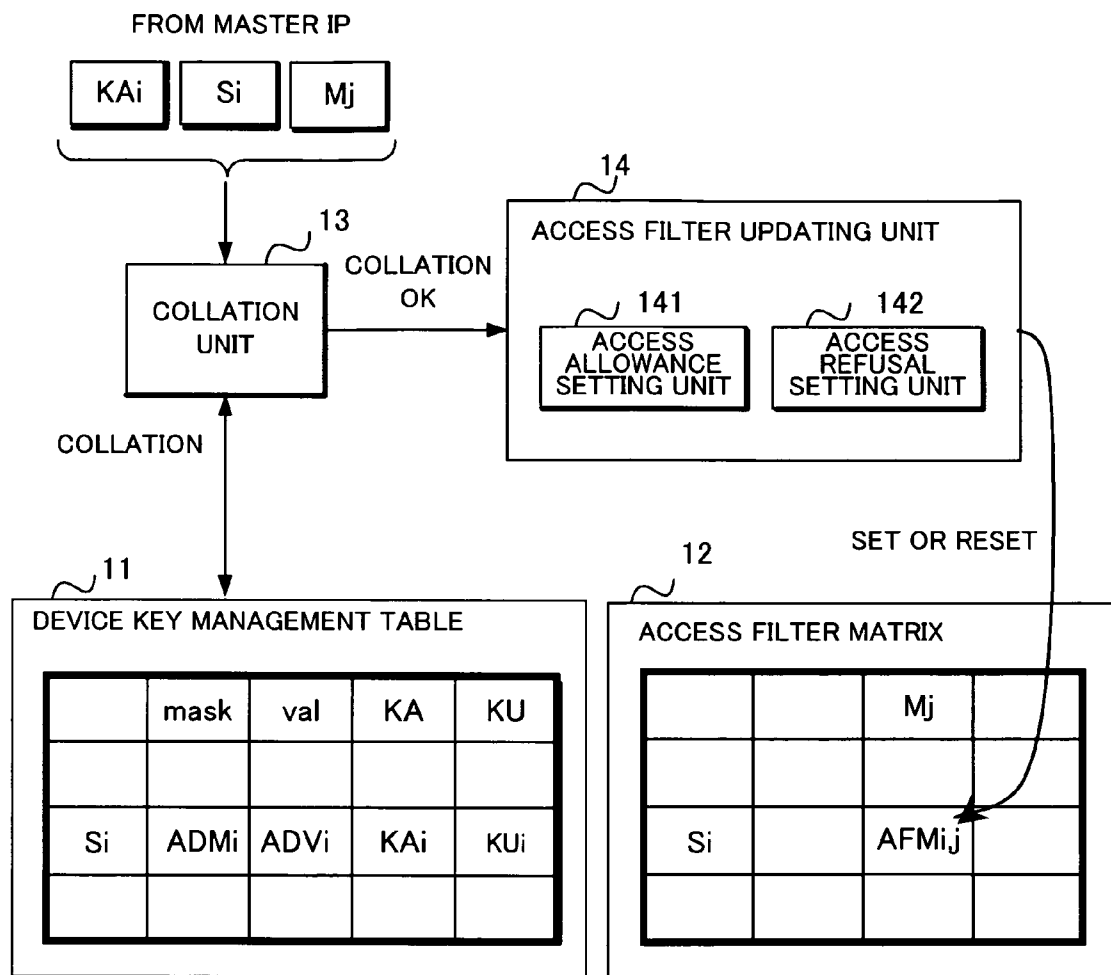 FROM MASTER IP
KAi Si Mj
13
COLLATION
UNIT
COLLATION
OK
14
ACCESS FILTER UPDATING UNIT
141
ACCESS
ALLOWANCE
SETTING UNIT
142
ACCESS
REFUSAL
SETTING UNIT
COLLATION
SET OR RESET
11
DEVICE KEY MANAGEMENT TABLE
mask val KA KU
Si ADMi ADVi KAi KUi
12
ACCESS FILTER MATRIX
Mj
Si AFMi,j